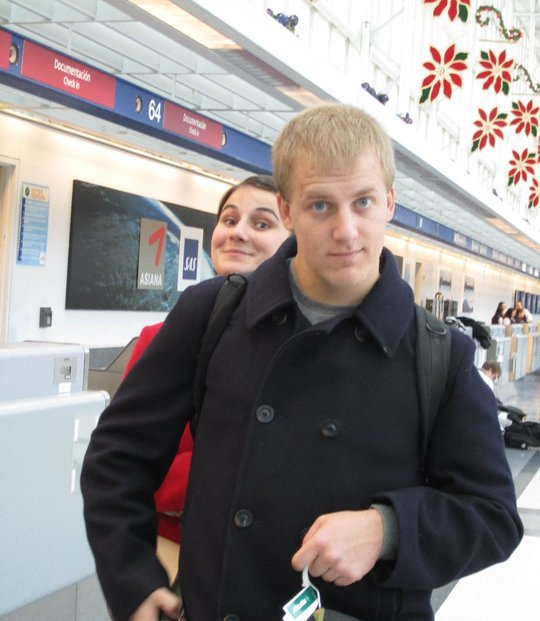 Documentación
Check in
64
Documentación
Check in
ASIANA
SAS